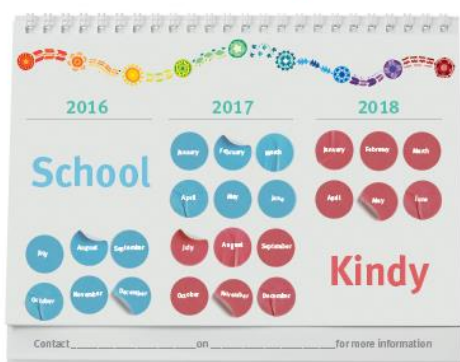 2016 2017 2018
School
January February March
April May June
January February March
April May June
July August September
October November December
July August September
October November December
Kindy
Contact on for more information